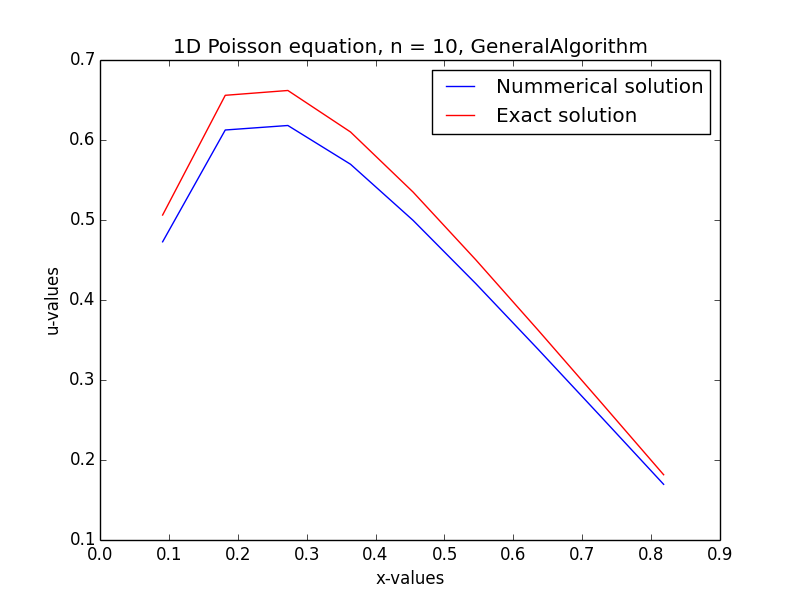 1D Poisson equation, n = 10, GeneralAlgorithm
0.7
0.6
0.5
0.4
0.3
0.2
0.1
u-values
Nummerical solution
Exact solution
0.0 0.1 0.2 0.3 0.4 0.5 0.6 0.7 0.8 0.9
x-values